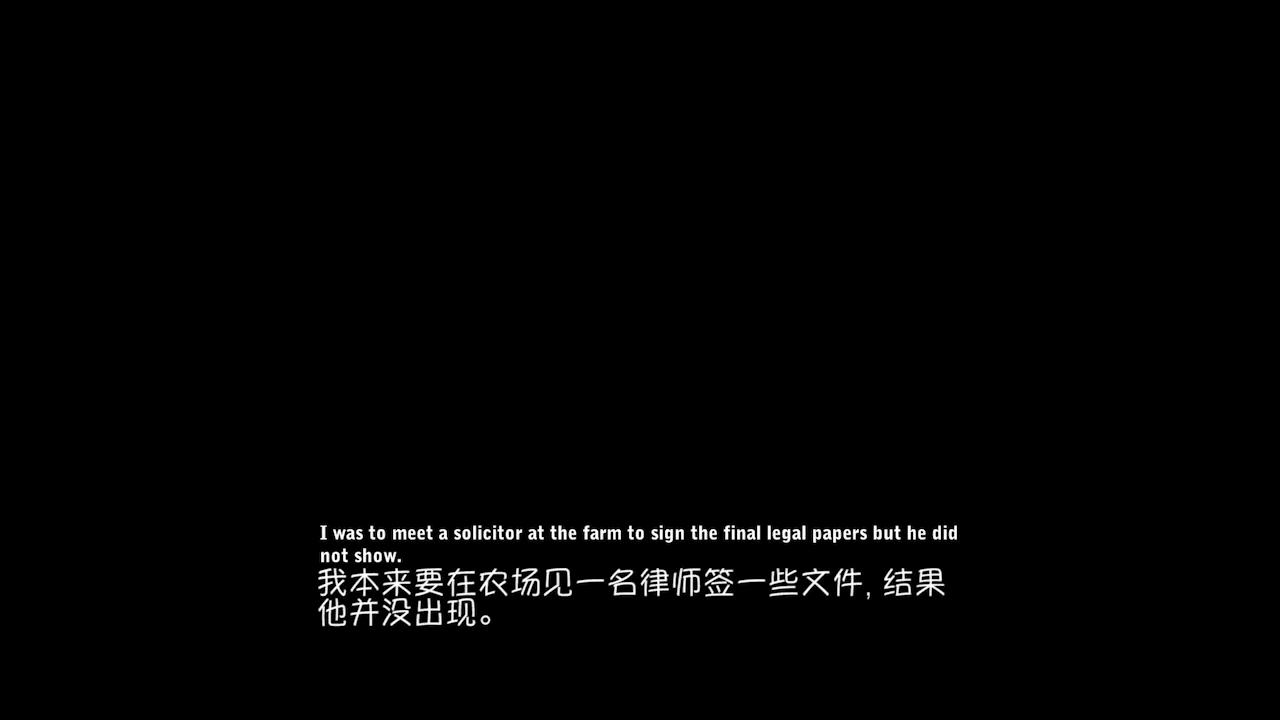 I was to meet a solicitor at the farm to sign the final legal papers but he did
not show.
我本来要在农场见一名律师签一些文件, 结果
他并没出现。